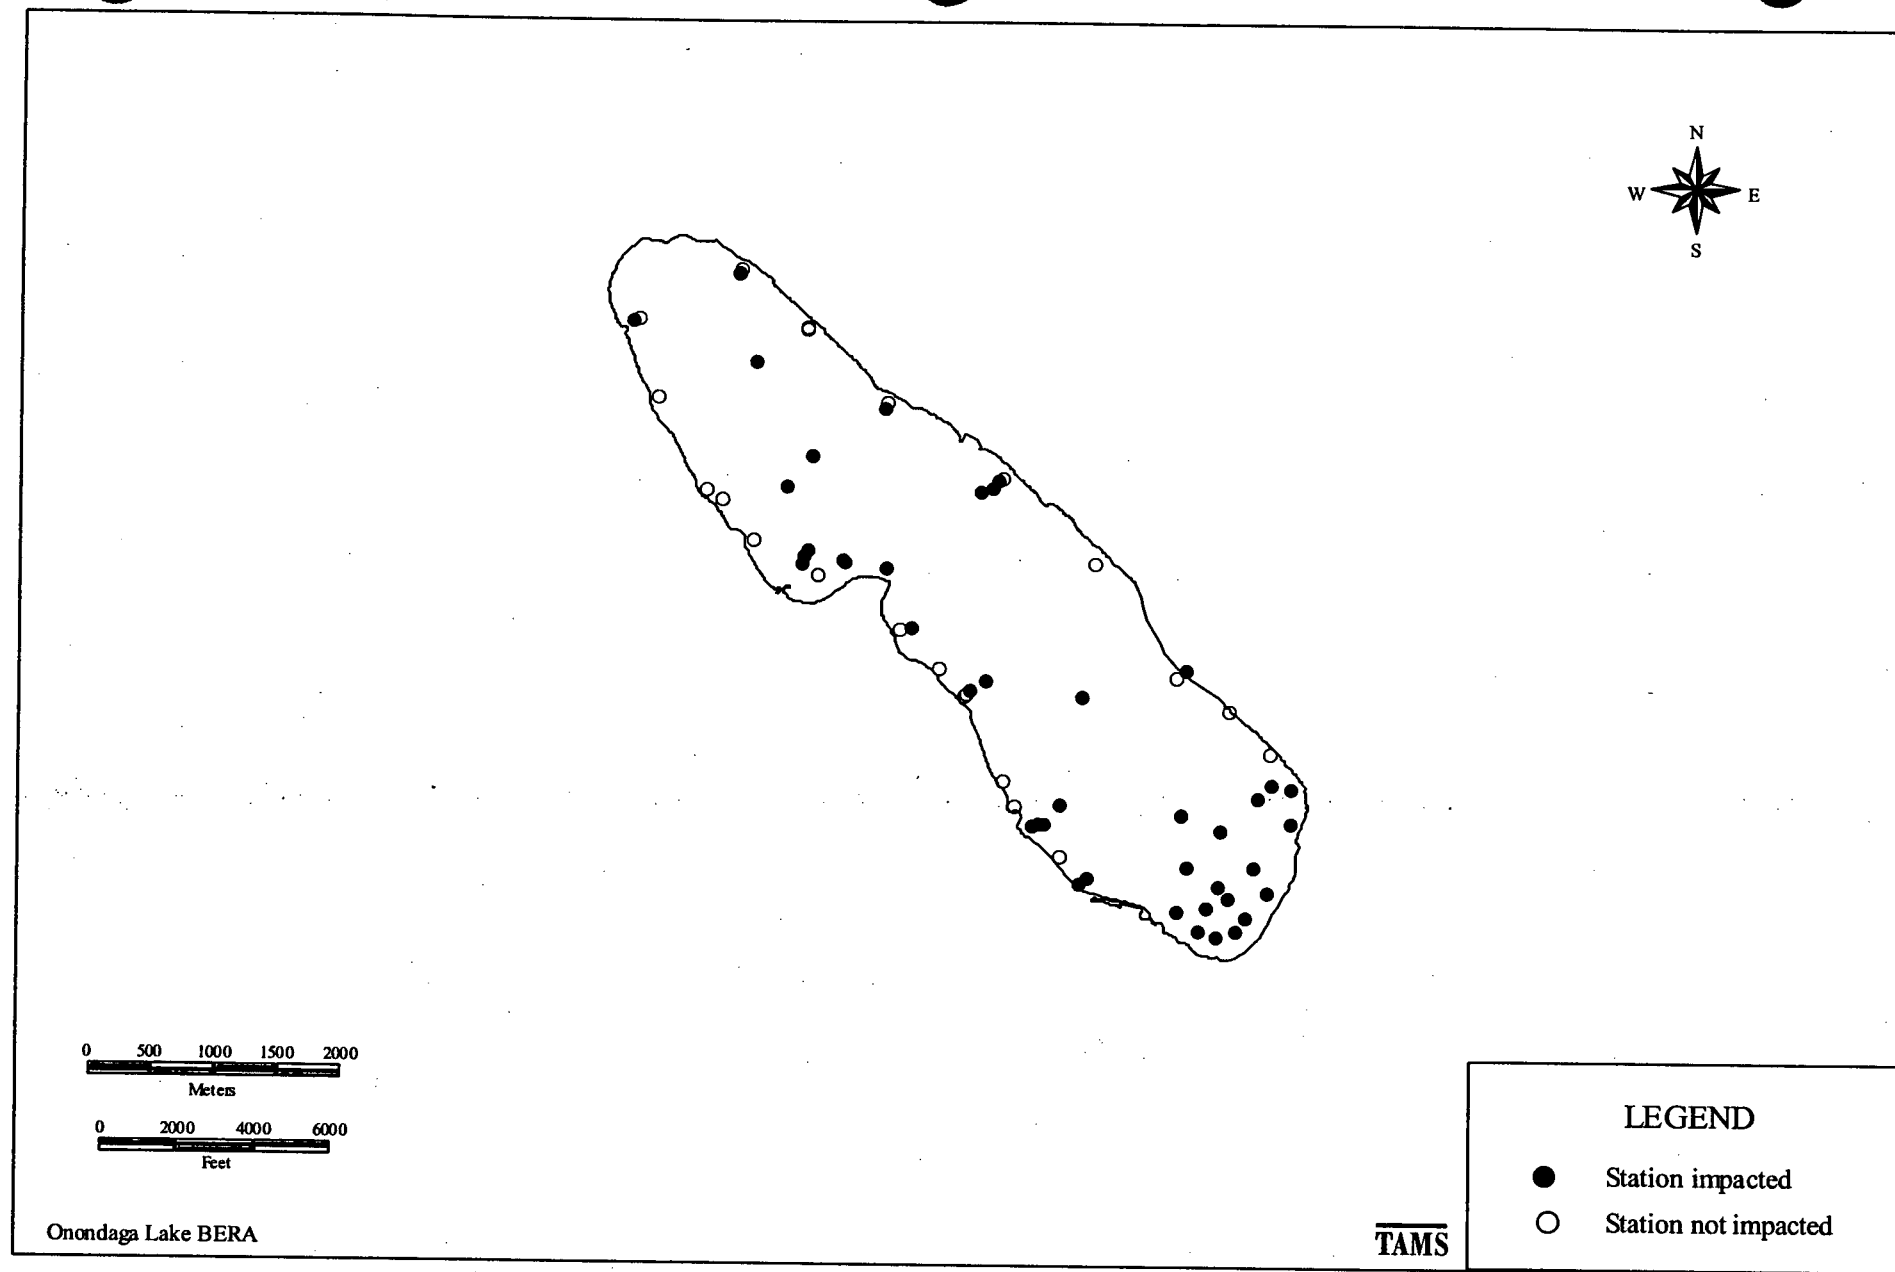 N
W E
S
0 500 1000 1500 2000
Meters
0 2000 4000 6000
Feet
Onondaga Lake BERA
TAMS
LEGEND
Station impacted
Station not impacted